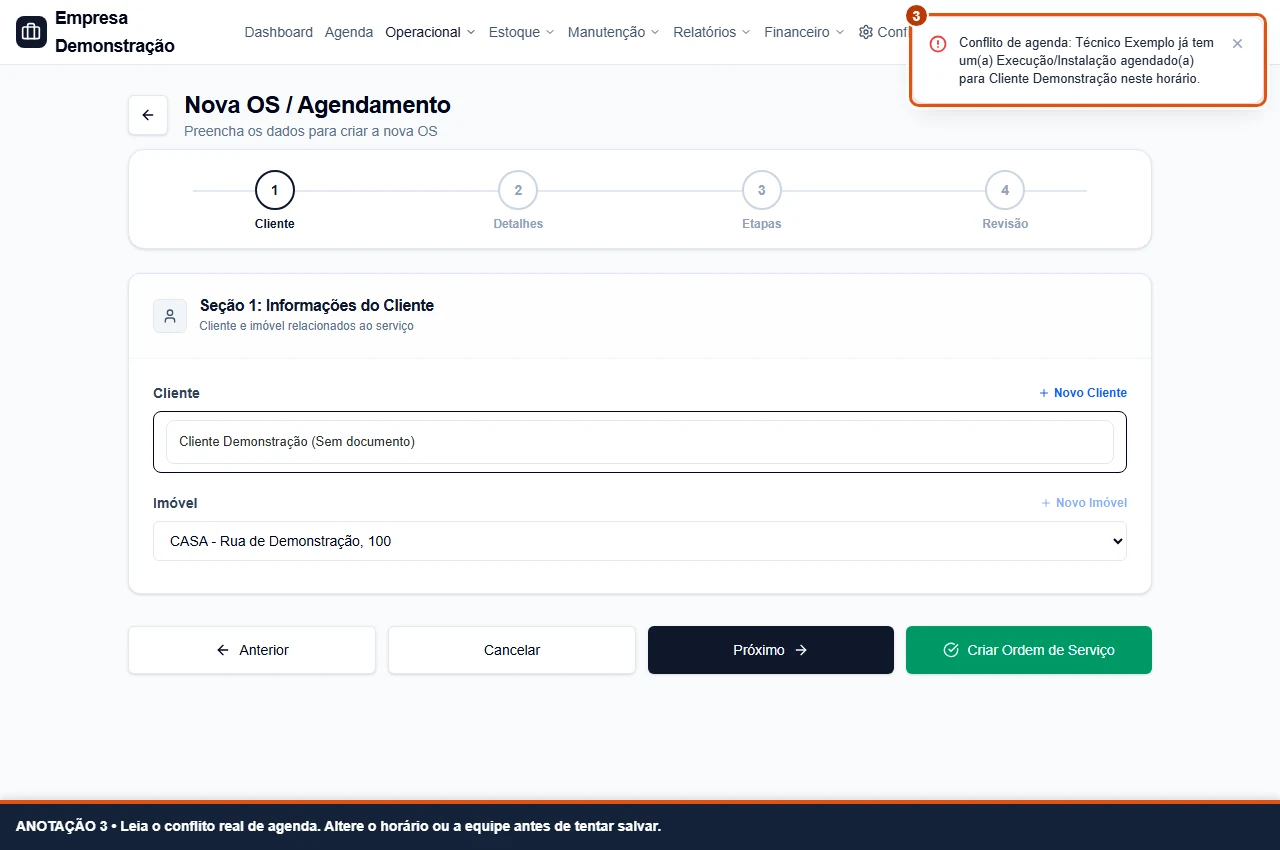 Empresa
Demonstração
Dashboard Agenda Operacional Estoque Manutenção Relatórios Financeiro Conf
3
Conflito de agenda: Técnico Exemplo já tem
um(a) Execução/Instalação agendado(a)
para Cliente Demonstração neste horário.
Nova OS / Agendamento
Preencha os dados para criar a nova OS
1 2 3 4
Cliente Detalhes Etapas Revisão
Seção 1: Informações do Cliente
Cliente e imóvel relacionados ao serviço
Cliente + Novo Cliente
Cliente Demonstração (Sem documento)
Imóvel + Novo Imóvel
CASA - Rua de Demonstração, 100
Anterior Cancelar Próximo Criar Ordem de Serviço
ANOTAÇÃO 3 • Leia o conflito real de agenda. Altere o horário ou a equipe antes de tentar salvar.